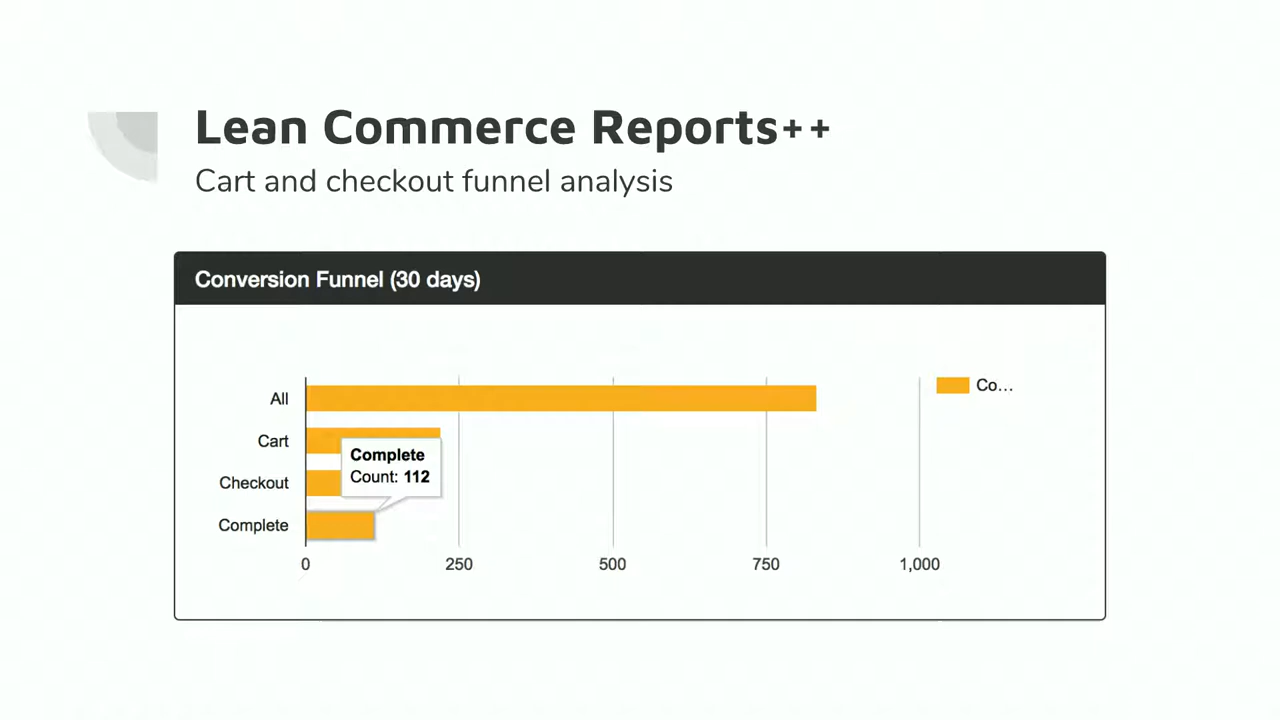 Lean Commerce Reports++
Cart and checkout funnel analysis
Conversion Funnel (30 days)
All
Co...
Cart
Complete
Count: 112
Checkout
Complete
0 250 500 750 1,000